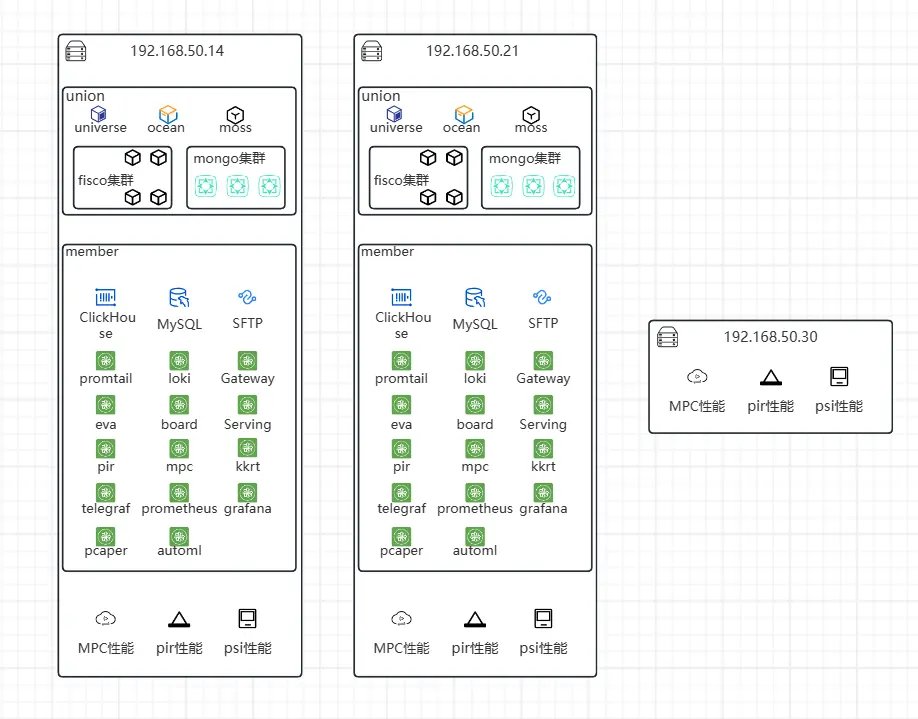 192.168.50.14
union
universe
ocean
moss
fisco集群
mongo集群
member
ClickHou
se
MySQL
SFTP
promtail
loki
Gateway
eva
board
Serving
pir
mpc
kkrt
telegraf
prometheus
grafana
pcaper
automl
MPC性能
pir性能
psi性能
192.168.50.21
union
universe
ocean
moss
fisco集群
mongo集群
member
ClickHou
se
MySQL
SFTP
promtail
loki
Gateway
eva
board
Serving
pir
mpc
kkrt
telegraf
prometheus
grafana
pcaper
automl
MPC性能
pir性能
psi性能
192.168.50.30
MPC性能
pir性能
psi性能